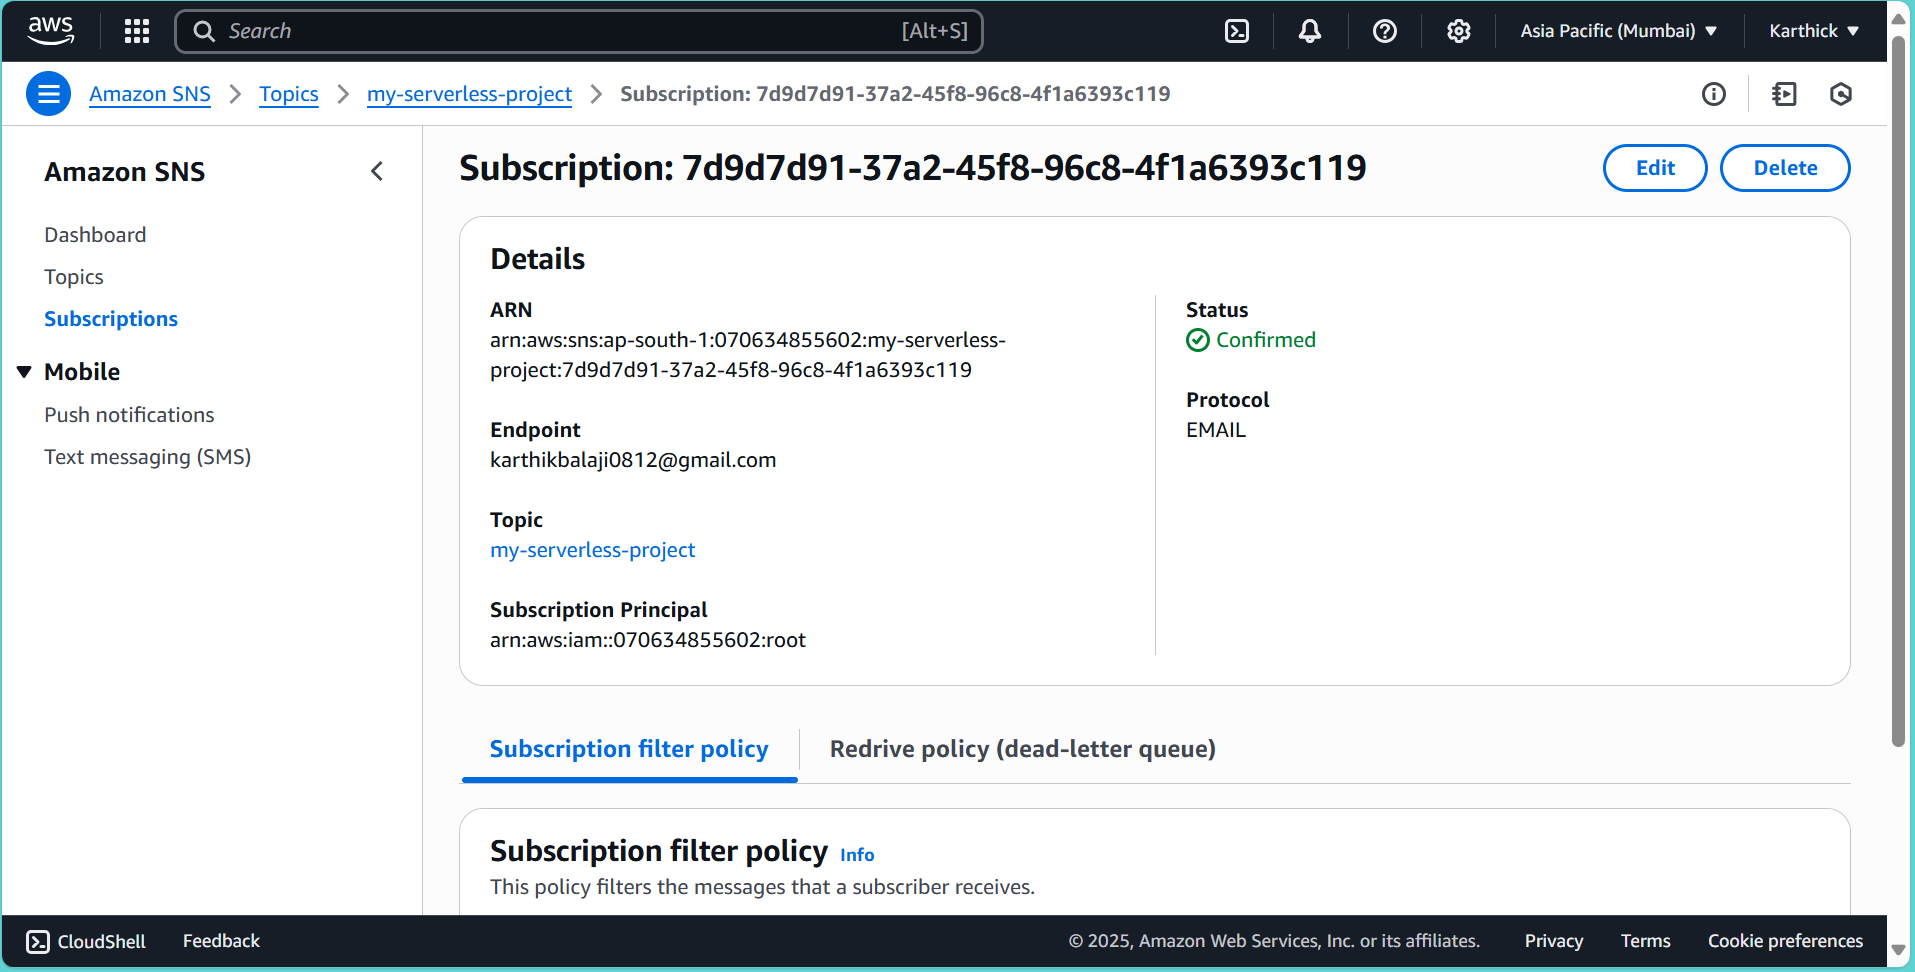 aws
Search [Alt+S]
Asia Pacific (Mumbai)
Karthick
Amazon SNS
Topics
my-serverless-project
Subscription: 7d9d7d91-37a2-45f8-96c8-4f1a6393c119
Amazon SNS
Dashboard
Topics
Subscriptions
Mobile
Push notifications
Text messaging (SMS)
Subscription: 7d9d7d91-37a2-45f8-96c8-4f1a6393c119
Edit
Delete
Details
ARN
arn:aws:sns:ap-south-1:070634855602:my-serverless-
project:7d9d7d91-37a2-45f8-96c8-4f1a6393c119
Endpoint
karthikbalaji0812@gmail.com
Topic
my-serverless-project
Subscription Principal
arn:aws:iam::070634855602:root
Status
Confirmed
Protocol
EMAIL
Subscription filter policy
Redrive policy (dead-letter queue)
Subscription filter policy Info
This policy filters the messages that a subscriber receives.
CloudShell
Feedback
© 2025, Amazon Web Services, Inc. or its affiliates.
Privacy
Terms
Cookie preferences